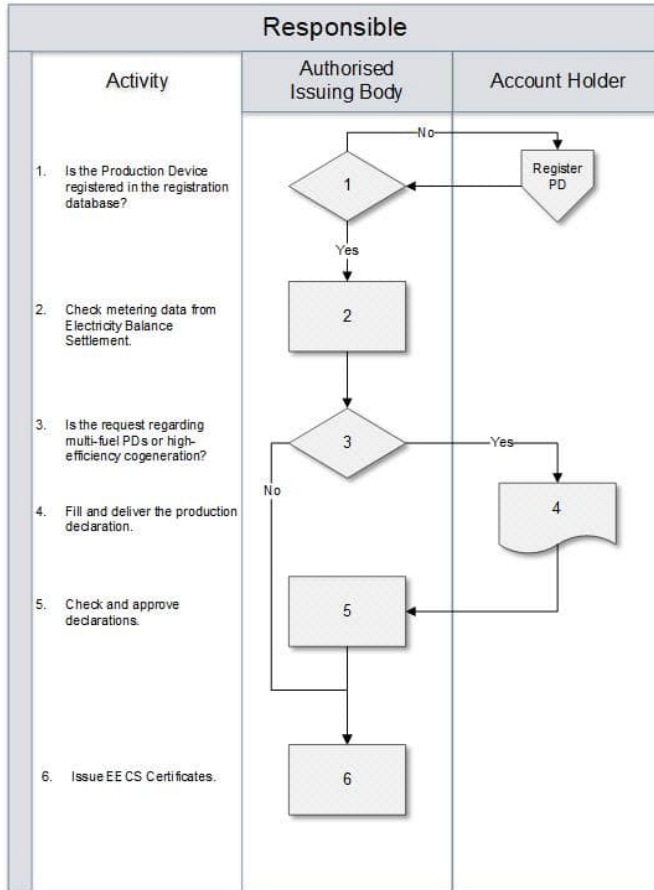 Responsible
Activity
Authorised
Issuing Body
Account Holder
1. Is the Production Device
registered in the registration
database?
1
No
Register
PD
Yes
2. Check metering data from
Electricity Balance
Settlement.
2
3. Is the request regarding
multi-fuel PDs or high-
efficiency cogeneration?
3
Yes
No
4. Fill and deliver the production
declaration.
4
5. Check and approve
declarations.
5
6. Issue EECS Certificates.
6